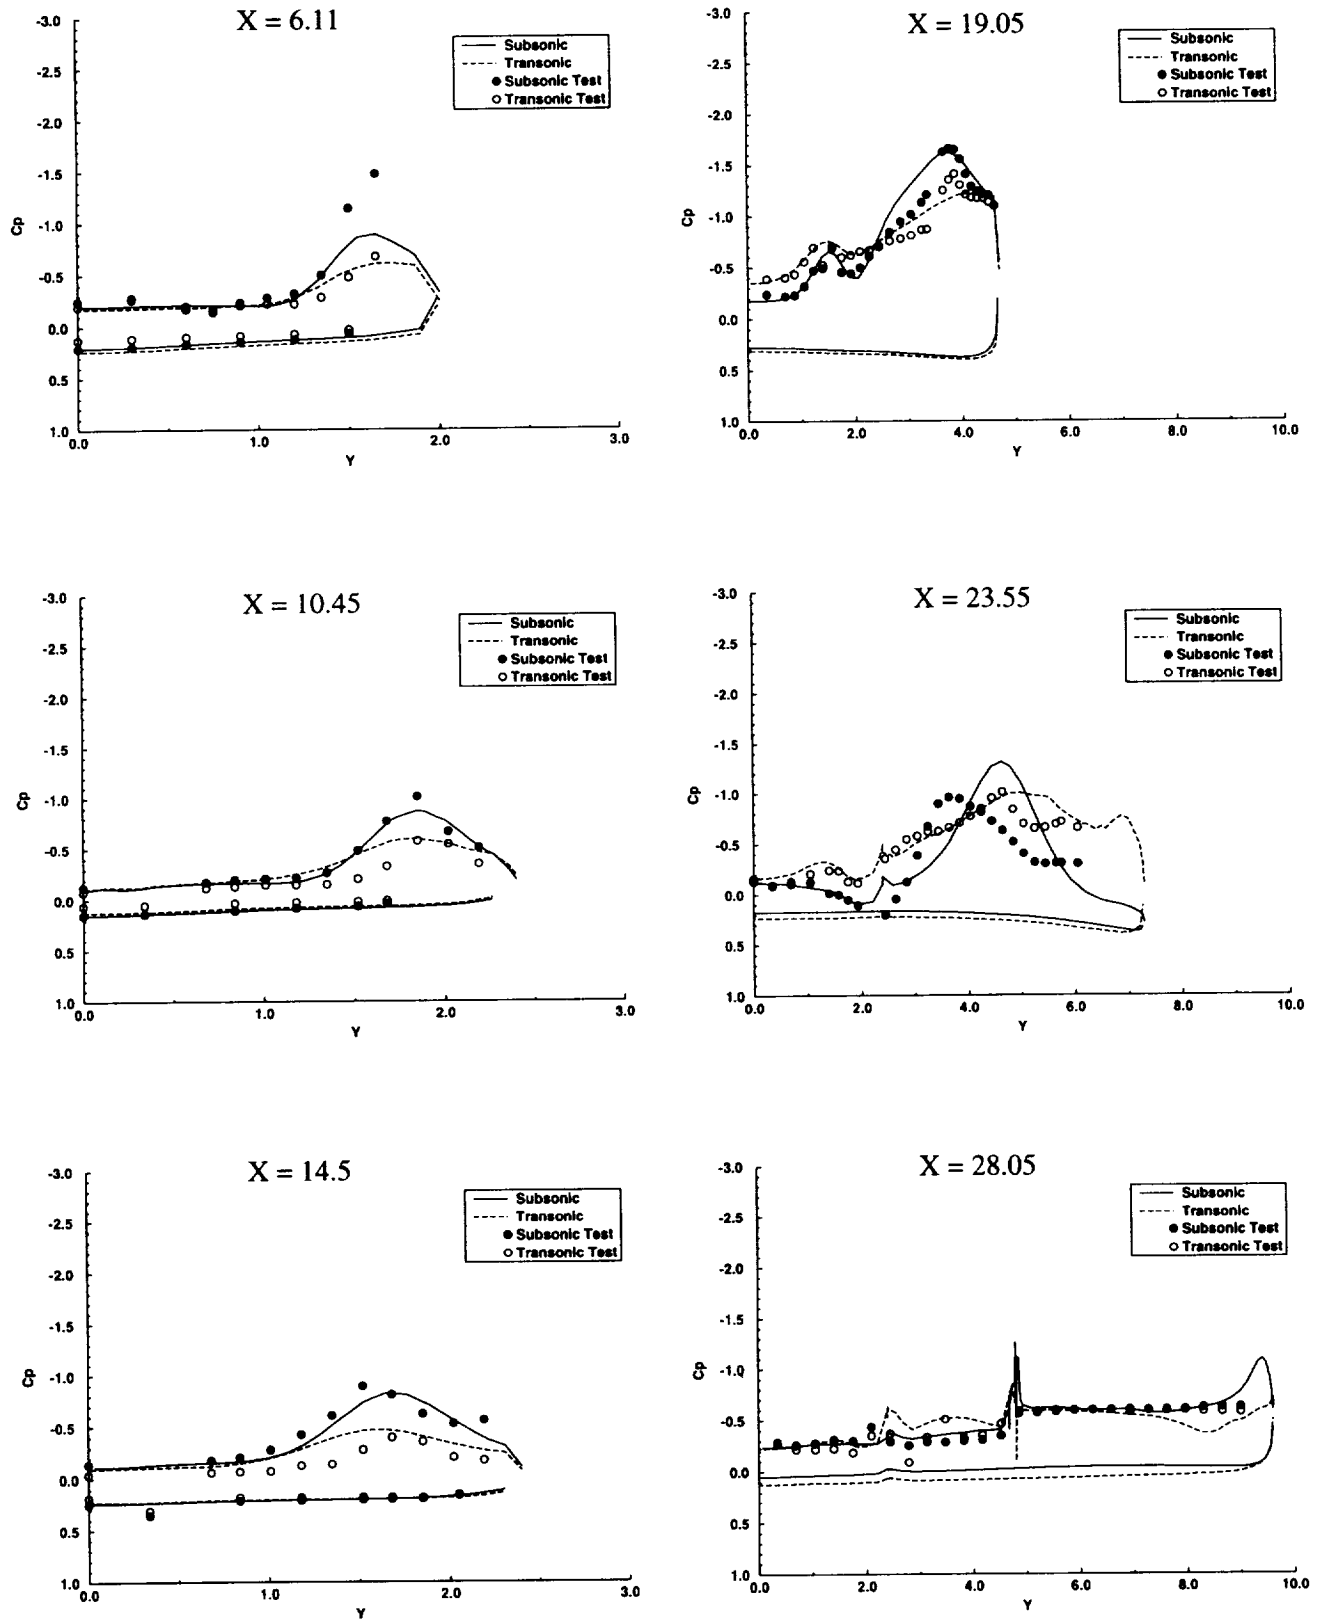 X = 6.11
-3.0
-2.5
-2.0
-1.5
-1.0
-0.5
0.0
0.5
1.0
Cp
0.0 1.0 2.0 3.0
Y
Subsonic
Transonic
Subsonic Test
Transonic Test
X = 19.05
-3.0
-2.5
-2.0
-1.5
-1.0
-0.5
0.0
0.5
1.0
Cp
0.0 2.0 4.0 6.0 8.0 10.0
Y
Subsonic
Transonic
Subsonic Test
Transonic Test
X = 10.45
-3.0
-2.5
-2.0
-1.5
-1.0
-0.5
0.0
0.5
1.0
Cp
0.0 1.0 2.0 3.0
Y
Subsonic
Transonic
Subsonic Test
Transonic Test
X = 23.55
-3.0
-2.5
-2.0
-1.5
-1.0
-0.5
0.0
0.5
1.0
Cp
0.0 2.0 4.0 6.0 8.0 10.0
Y
Subsonic
Transonic
Subsonic Test
Transonic Test
X = 14.5
-3.0
-2.5
-2.0
-1.5
-1.0
-0.5
0.0
0.5
1.0
Cp
0.0 1.0 2.0 3.0
Y
Subsonic
Transonic
Subsonic Test
Transonic Test
X = 28.05
-3.0
-2.5
-2.0
-1.5
-1.0
-0.5
0.0
0.5
1.0
Cp
0.0 2.0 4.0 6.0 8.0 10.0
Y
Subsonic
Transonic
Subsonic Test
Transonic Test